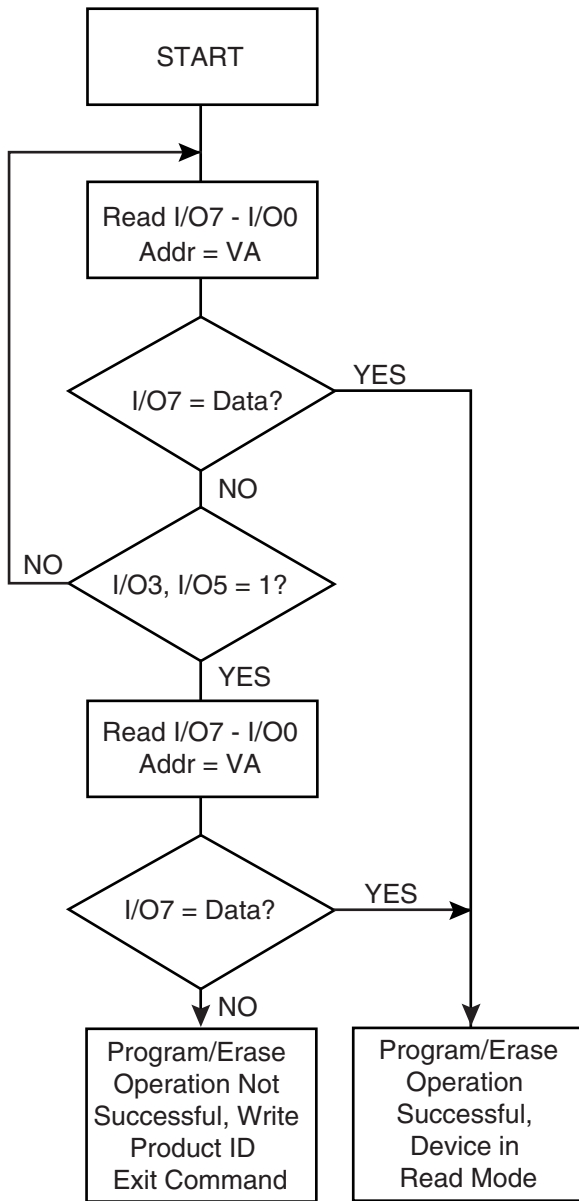 START
Read I/O7 - I/O0
Addr = VA
I/O7 = Data?
YES
NO
I/O3, I/O5 = 1?
NO
YES
Read I/O7 - I/O0
Addr = VA
I/O7 = Data?
YES
NO
Program/Erase
Operation Not
Successful, Write
Product ID
Exit Command
Program/Erase
Operation
Successful,
Device in
Read Mode